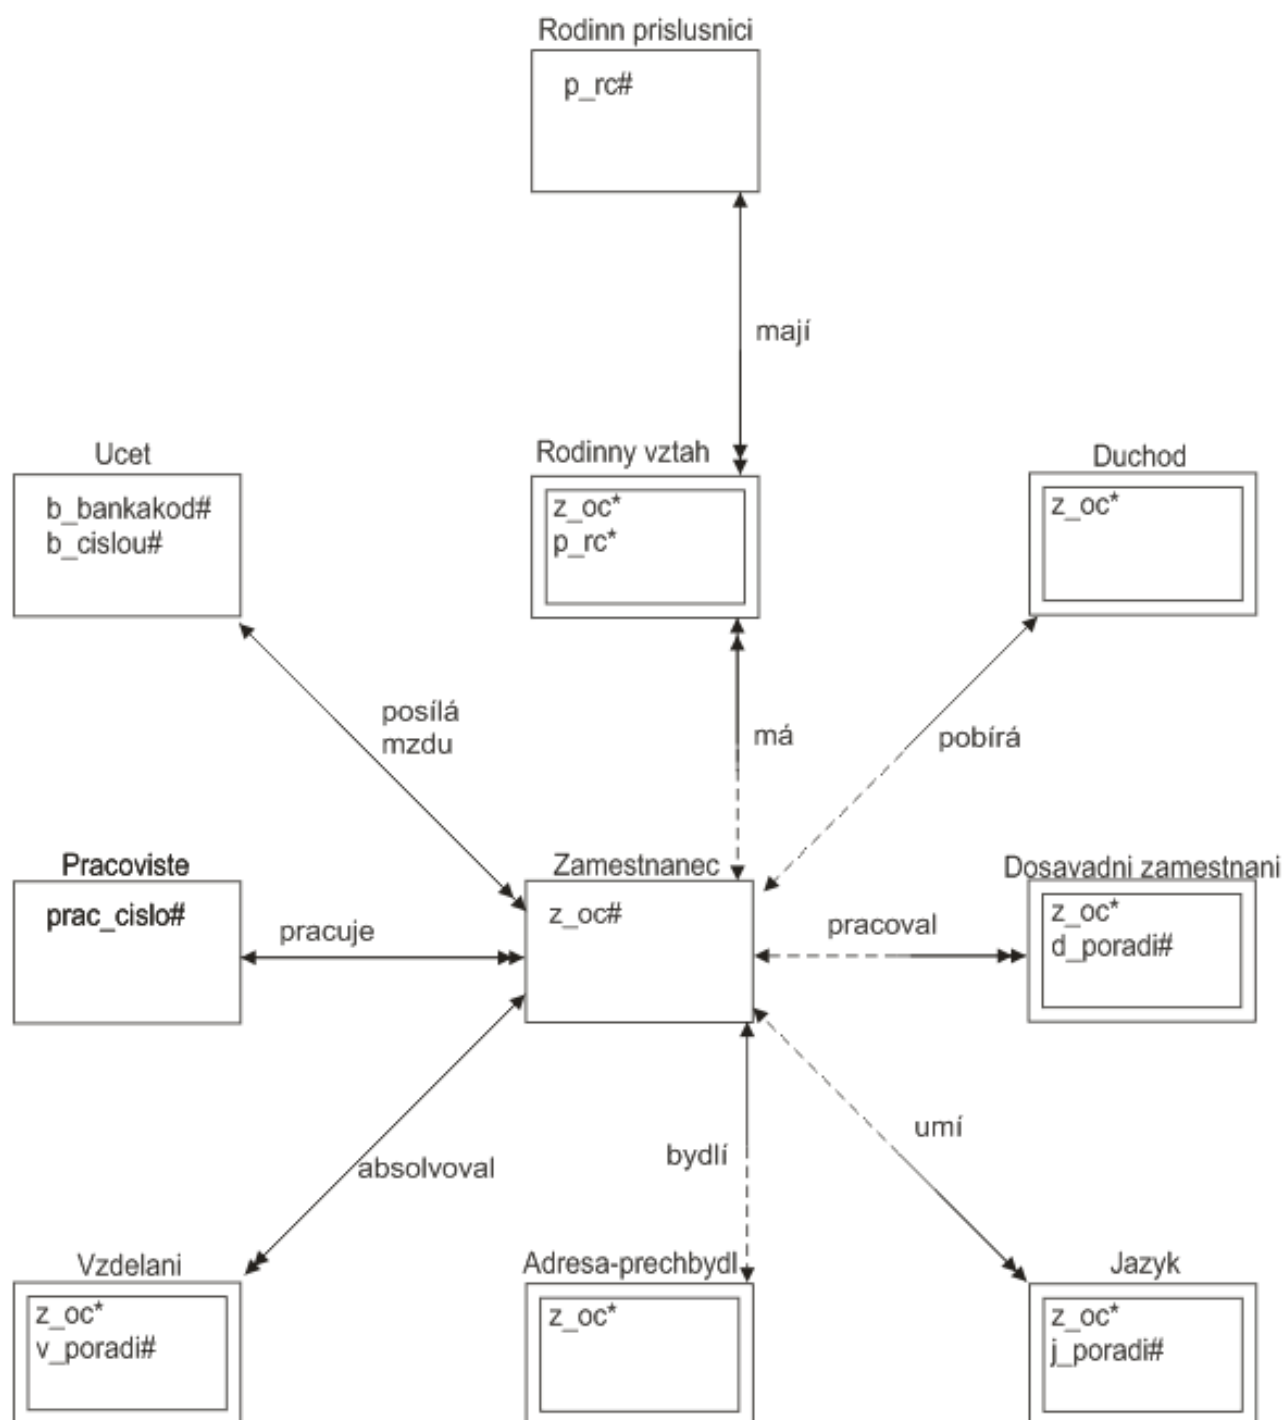 Rodinn prislusnici
p_rc#
mají
Ucet
b_bankakod#
b_cislou#
Rodinny vztah
z_oc*
p_rc*
Duchod
z_oc*
posílá
mzdu
má
pobírá
Pracoviste
prac_cislo#
pracuje
Zamestnanec
z_oc#
pracoval
Dosavadni zamestnani
z_oc*
d_poradi#
absolvoval
bydlí
umí
Vzdelani
z_oc*
v_poradi#
Adresa-prechbydl
z_oc*
Jazyk
z_oc*
j_poradi#